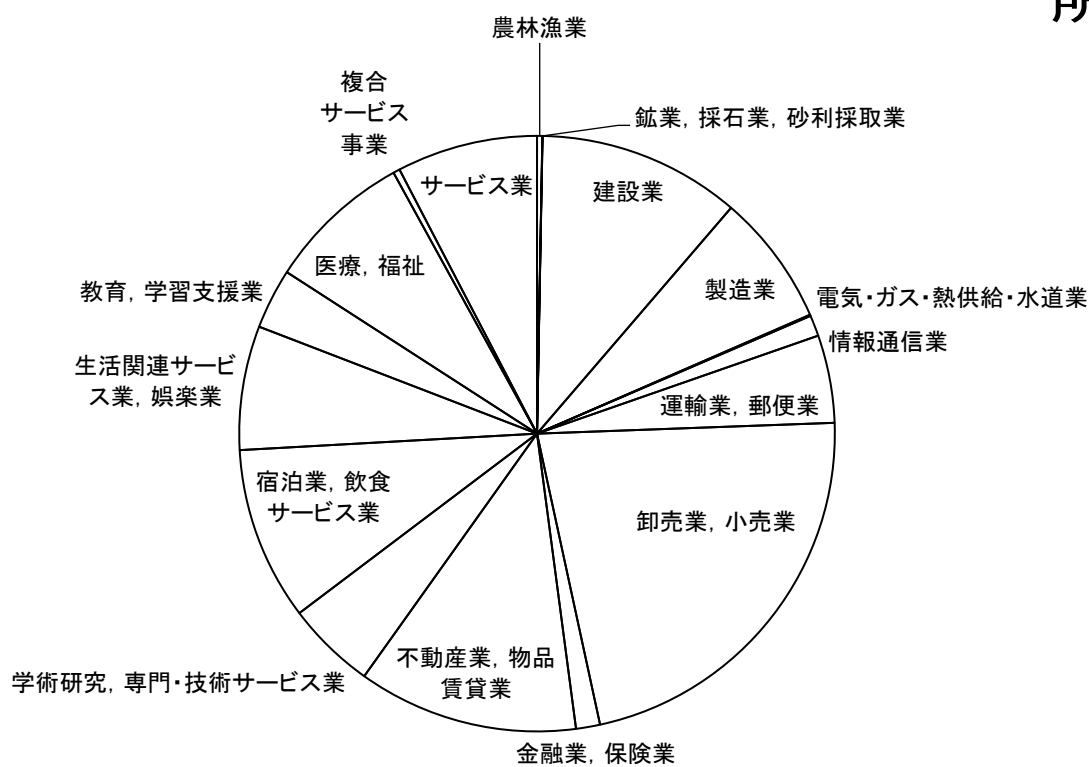 所
農林漁業
鉱業, 採石業, 砂利採取業
建設業
製造業
電気・ガス・熱供給・水道業
情報通信業
運輸業, 郵便業
卸売業, 小売業
金融業, 保険業
不動産業, 物品
賃貸業
学術研究, 専門・技術サービス業
宿泊業, 飲食
サービス業
生活関連サービ
ス業, 娯楽業
教育, 学習支援業
医療, 福祉
複合
サービス
事業
サービス業